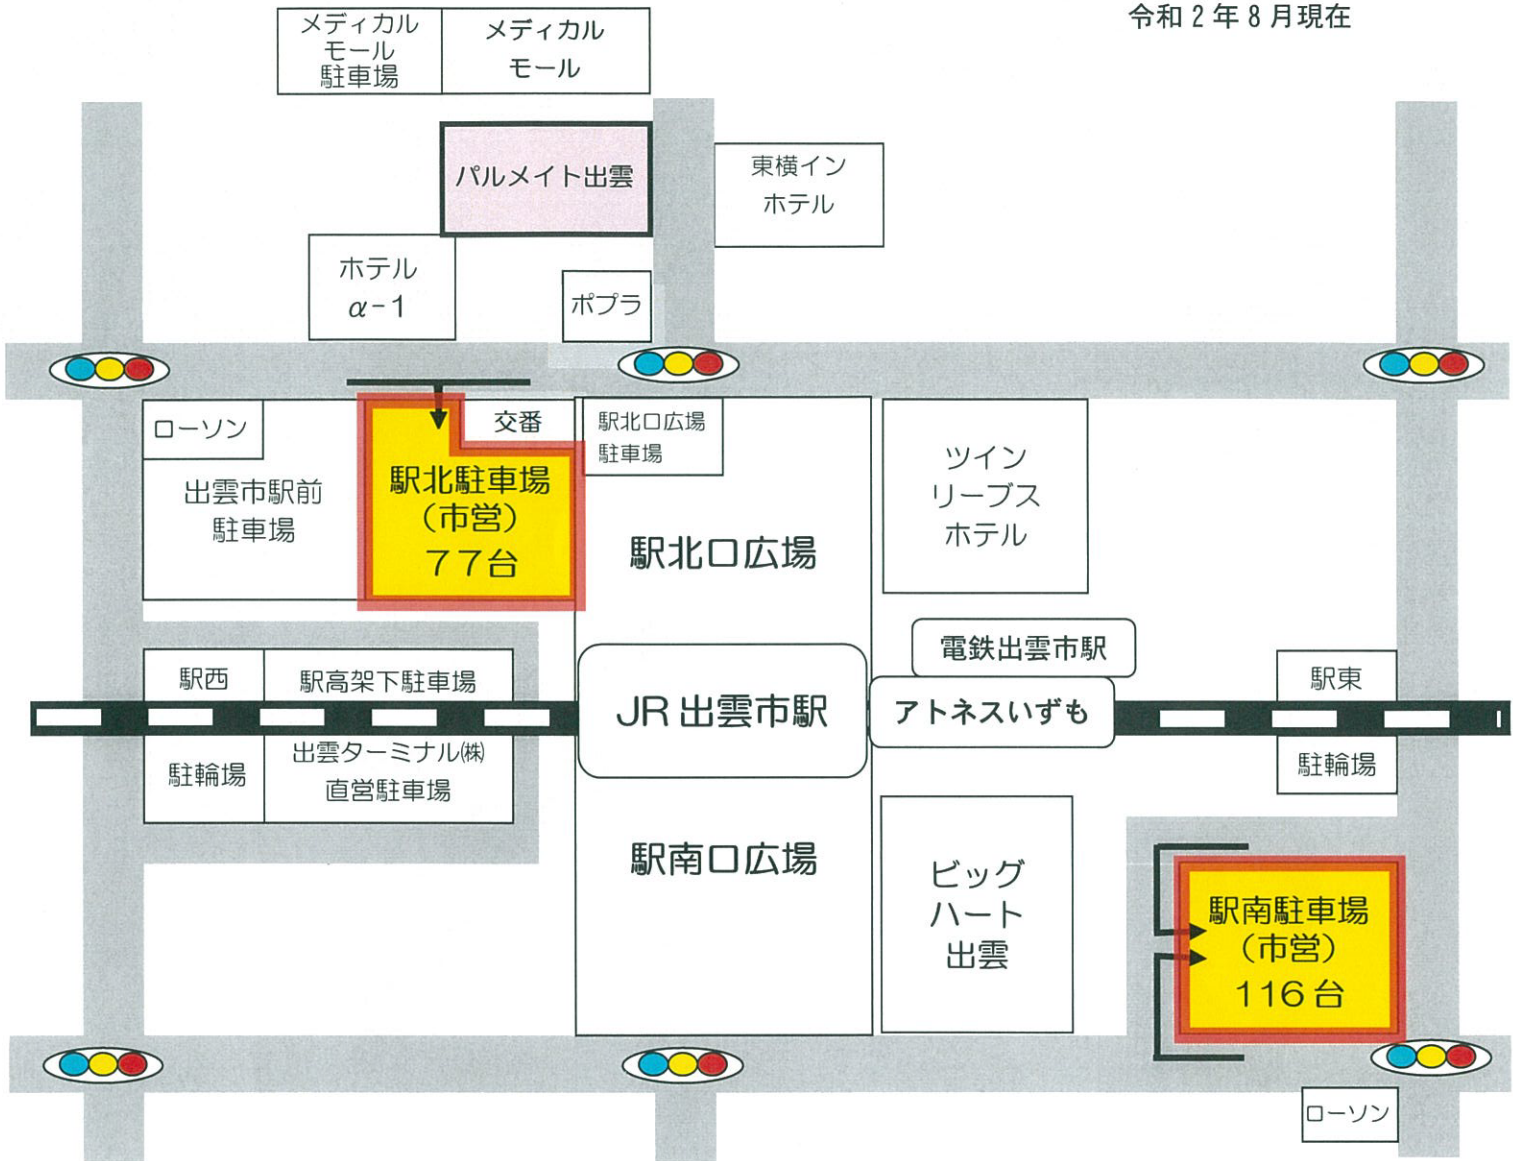 令和2年8月現在
メディカル
モール
駐車場
メディカル
モール
パルメイト出雲
東横イン
ホテル
ホテル
α-1
ポプラ
ローソン
出雲市駅前
駐車場
駅北駐車場
(市営)
77台
交番
駅北口広場
駐車場
駅北口広場
ツイン
リーブス
ホテル
電鉄出雲市駅
駅西
駐輪場
駅高架下駐車場
出雲ターミナル㈱
直営駐車場
JR出雲市駅
アトネスいずも
駅東
駐輪場
駅南口広場
ビッグ
ハート
出雲
駅南駐車場
(市営)
116台
ローソン